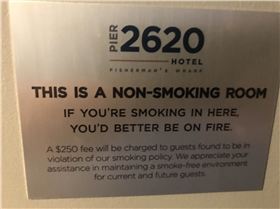 PIER 2620
HOTEL
FISHERMAN'S WHARF
THIS IS A NON-SMOKING ROOM
IF YOU'RE SMOKING IN HERE,
YOU'D BETTER BE ON FIRE.
A $250 fee will be charged to guests found to be in
violation of our smoking policy. We appreciate your
assistance in maintaining a smoke-free environment
for current and future guests.